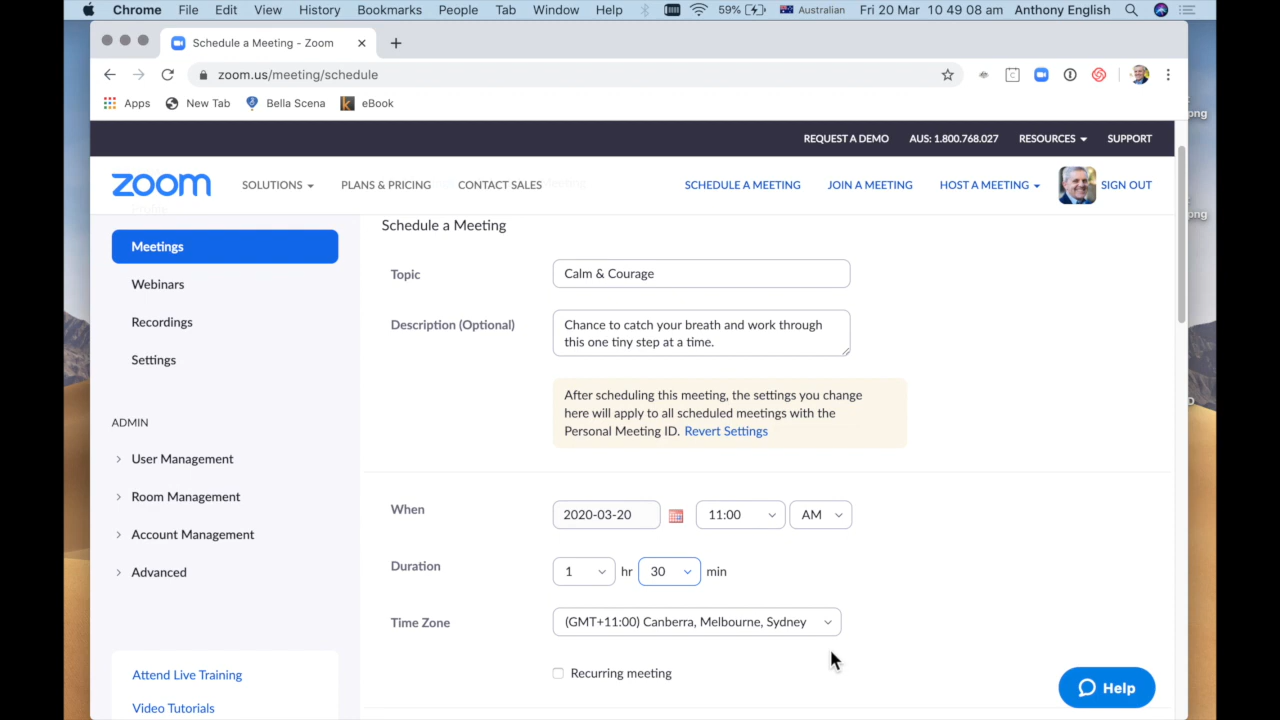 Chrome File Edit View History Bookmarks People Tab Window Help 59% Australian Fri 20 Mar 10 49 08 am Anthony English
Schedule a Meeting - Zoom
zoom.us/meeting/schedule
Apps New Tab Bella Scena eBook
REQUEST A DEMO AUS: 1.800.768.027 RESOURCES SUPPORT
zoom SOLUTIONS PLANS & PRICING CONTACT SALES SCHEDULE A MEETING JOIN A MEETING HOST A MEETING SIGN OUT
Meetings
Webinars
Recordings
Settings
ADMIN
User Management
Room Management
Account Management
Advanced
Attend Live Training
Video Tutorials
Schedule a Meeting
Topic Calm & Courage
Description (Optional) Chance to catch your breath and work through
this one tiny step at a time.
After scheduling this meeting, the settings you change
here will apply to all scheduled meetings with the
Personal Meeting ID. Revert Settings
When 2020-03-20 11:00 AM
Duration 1 hr 30 min
Time Zone (GMT+11:00) Canberra, Melbourne, Sydney
Recurring meeting
Help
png
png